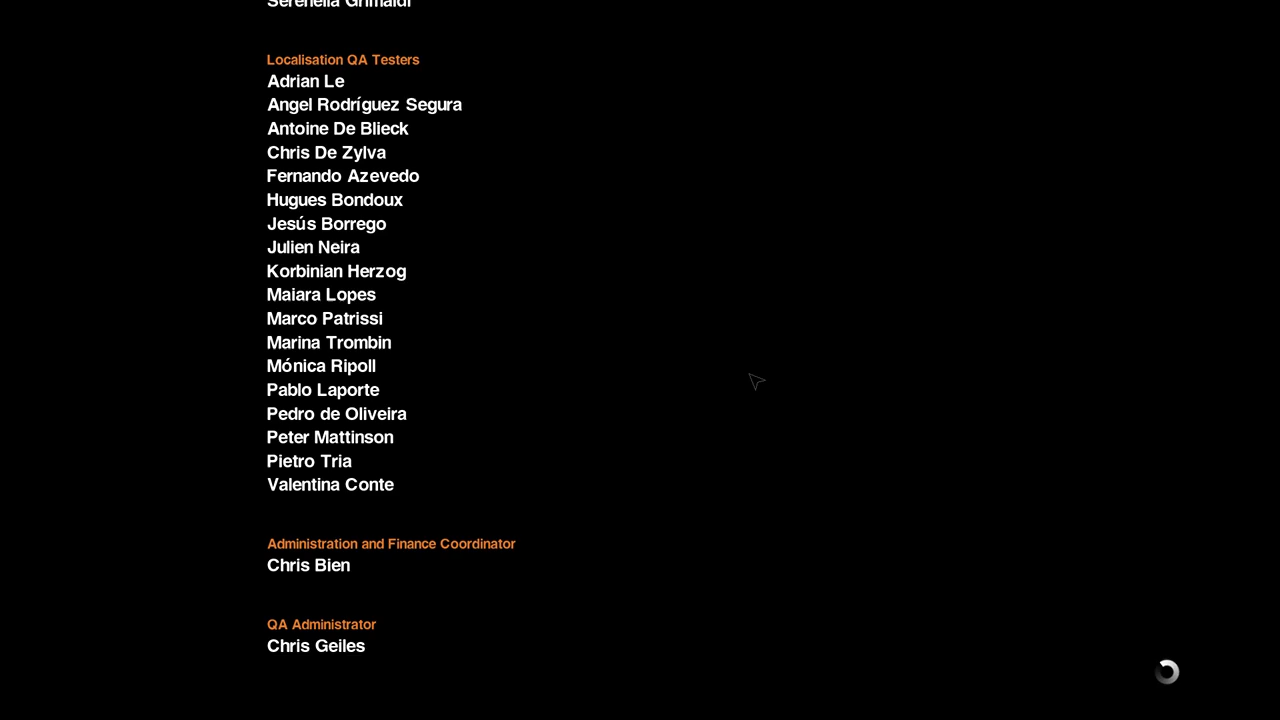 Serenella Grimaldi
Localisation QA Testers
Adrian Le
Angel Rodríguez Segura
Antoine De Blieck
Chris De Zylva
Fernando Azevedo
Hugues Bondoux
Jesús Borrego
Julien Neira
Korbinian Herzog
Maiara Lopes
Marco Patrissi
Marina Trombin
Mónica Ripoll
Pablo Laporte
Pedro de Oliveira
Peter Mattinson
Pietro Tria
Valentina Conte
Administration and Finance Coordinator
Chris Bien
QA Administrator
Chris Geiles